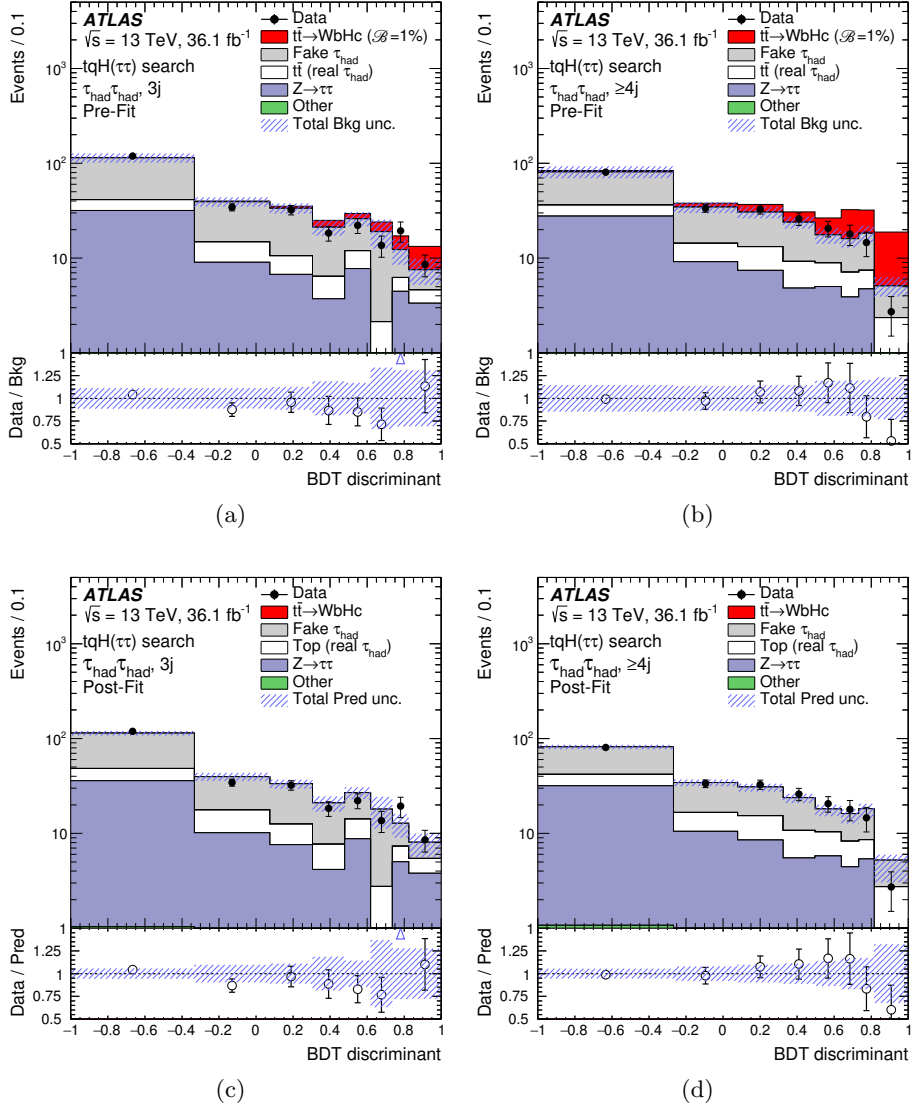 ATLAS
√s = 13 TeV, 36.1 fb⁻¹
tqH(ττ) search
τhadτhad, 3j
Pre-Fit
Data
tt̄→WbHc (ℬ=1%)
Fake τhad
tt̄ (real τhad)
Z→ττ
Other
Total Bkg unc.
Events / 0.1
10³
10²
10
Data / Bkg
1
1.25
1
0.75
0.5
−1 −0.8 −0.6 −0.4 −0.2 0 0.2 0.4 0.6 0.8 1
BDT discriminant
(a)
ATLAS
√s = 13 TeV, 36.1 fb⁻¹
tqH(ττ) search
τhadτhad, ≥4j
Pre-Fit
Data
tt̄→WbHc (ℬ=1%)
Fake τhad
tt̄ (real τhad)
Z→ττ
Other
Total Bkg unc.
Events / 0.1
10³
10²
10
Data / Bkg
1
1.25
1
0.75
0.5
−1 −0.8 −0.6 −0.4 −0.2 0 0.2 0.4 0.6 0.8 1
BDT discriminant
(b)
ATLAS
√s = 13 TeV, 36.1 fb⁻¹
tqH(ττ) search
τhadτhad, 3j
Post-Fit
Data
tt̄→WbHc
Fake τhad
Top (real τhad)
Z→ττ
Other
Total Pred unc.
Events / 0.1
10³
10²
10
Data / Pred
1
1.25
1
0.75
0.5
−1 −0.8 −0.6 −0.4 −0.2 0 0.2 0.4 0.6 0.8 1
BDT discriminant
(c)
ATLAS
√s = 13 TeV, 36.1 fb⁻¹
tqH(ττ) search
τhadτhad, ≥4j
Post-Fit
Data
tt̄→WbHc
Fake τhad
Top (real τhad)
Z→ττ
Other
Total Pred unc.
Events / 0.1
10³
10²
10
Data / Pred
1
1.25
1
0.75
0.5
−1 −0.8 −0.6 −0.4 −0.2 0 0.2 0.4 0.6 0.8 1
BDT discriminant
(d)